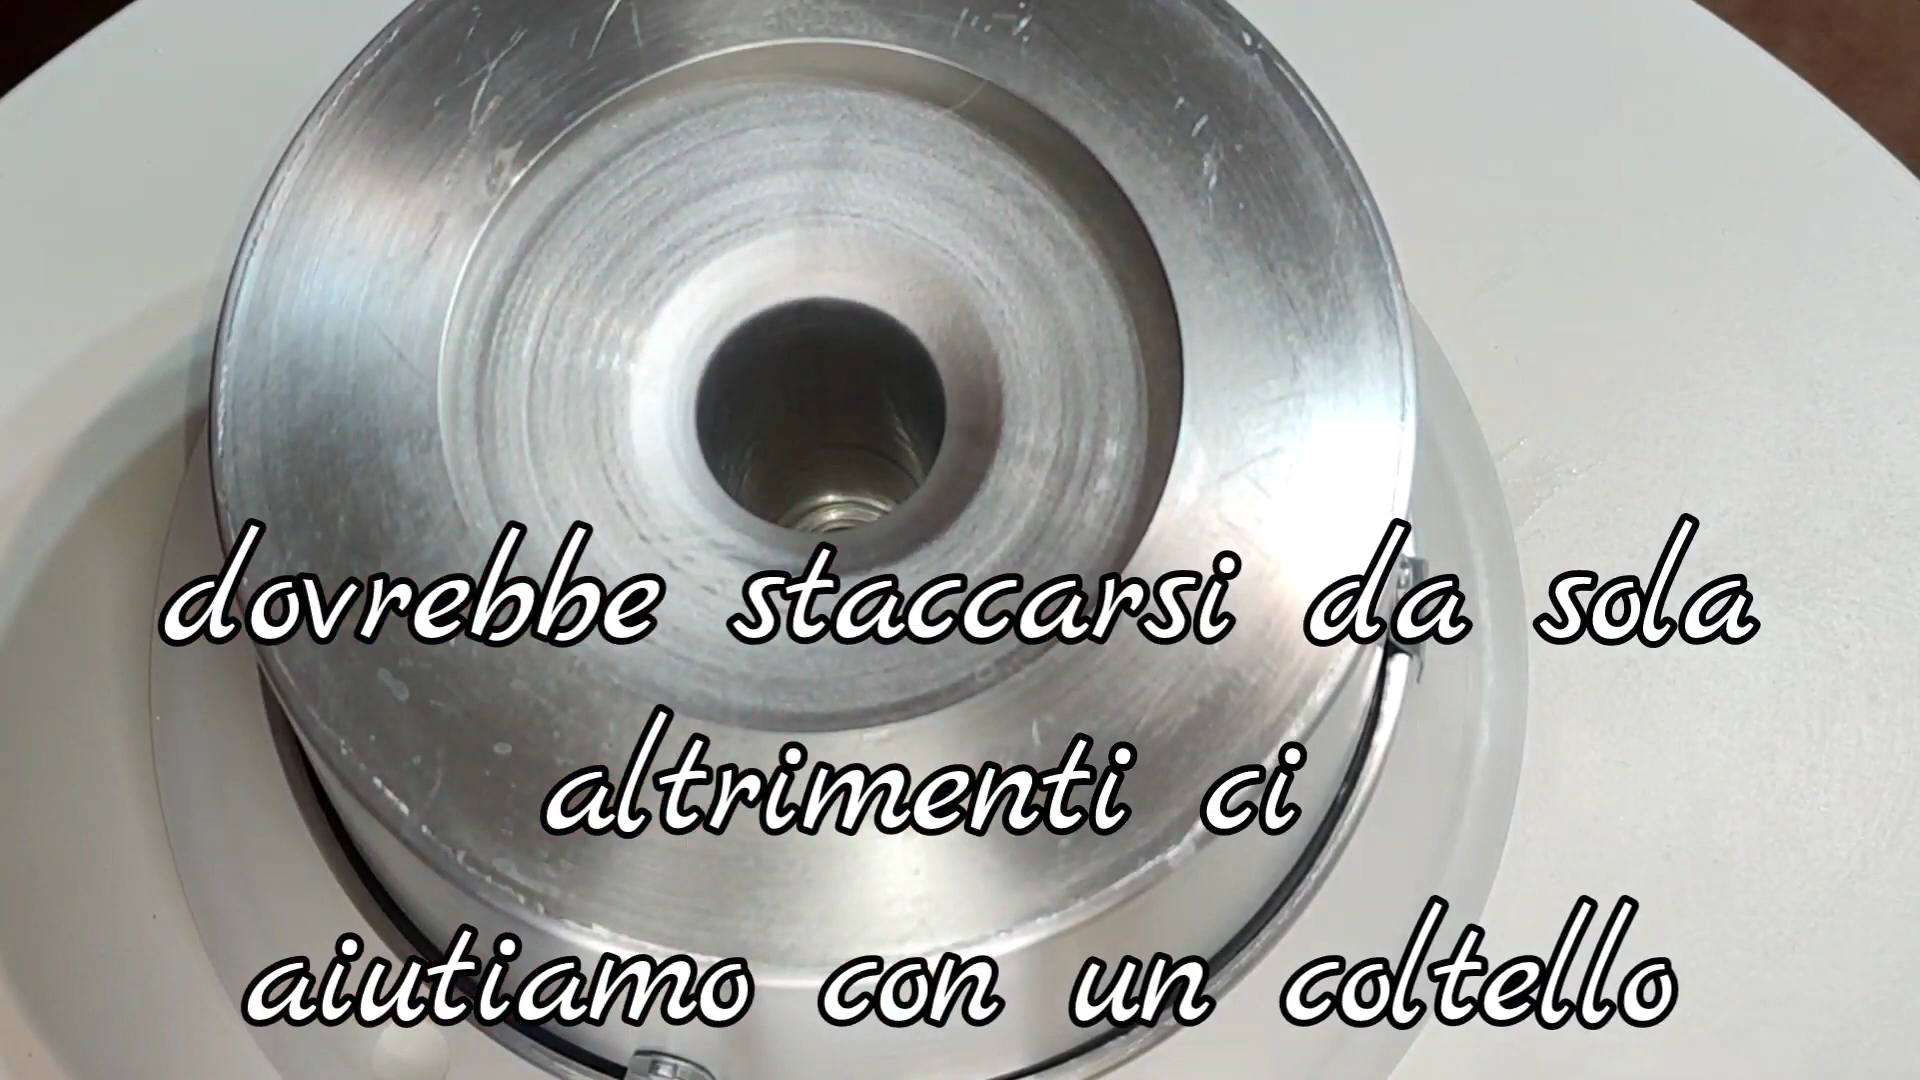 dovrebbe staccarsi da sola
altrimenti ci
aiutiamo con un coltello